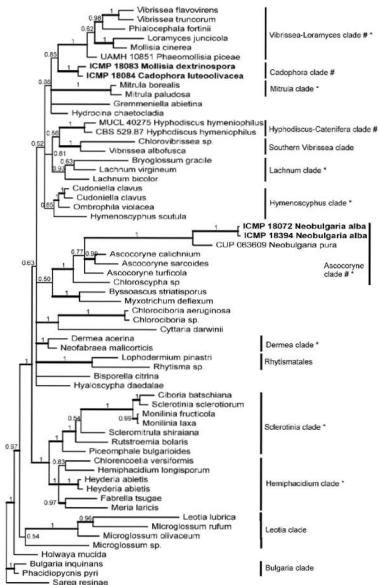 Vibrissea flavovirens
Vibrissea truncorum
Phialocephala fortinii
Loramyces juncicola
Mollisia cinerea
UAMH 10851 Phaeomollisia piceae
ICMP 18083 Mollisia dextrinospora
ICMP 18084 Cadophora luteoolivacea
Mitrula borealis
Mitrula paludosa
Gremmeniella abietina
Hydrocina chaetocladia
MUCL 40275 Hyphodiscus hymeniophilus
CBS 529.87 Hyphodiscus hymeniophilus
Chlorovibrissea sp.
Vibrissea albofusca
Bryoglossum gracile
Lachnum virgineum
Lachnum bicolor
Cudoniella clavus
Cudoniella clavus
Ombrophila violacea
Hymenoscyphus scutula
ICMP 18072 Neobulgaria alba
ICMP 18394 Neobulgaria alba
CUP 063609 Neobulgaria pura
Ascocoryne calichnium
Ascocoryne sarcoides
Ascocoryne turficola
Chloroscypha sp
Byssoascus striatisporus
Myxotrichum deflexum
Chlorociboria aeruginosa
Chlorociboria sp.
Cyttaria darwinii
Dermea acerina
Neofabraea malicorticis
Lophodermium pinastri
Rhytisma sp.
Bisporella citrina
Hyaloscypha daedalae
Ciboria batschiana
Sclerotinia sclerotiorum
Monilinia fructicola
Monilinia laxa
Scleromitrula shiraiana
Rutstroemia bolaris
Piceomphale bulgarioides
Chlorencoelia versiformis
Hemiphacidium longisporum
Heyderia abietis
Heyderia abietis
Fabrella tsugae
Meria laricis
Leotia lubrica
Microglossum rufum
Microglossum olivaceum
Microglossum sp.
Holwaya mucida
Bulgaria inquinans
Phacidiopycnis pyri
Sarea resinae
Vibrissea-Loramyces clade #*
Cadophora clade #
Mitrula clade *
Hyphodiscus-Catenifera clade #
Southern Vibrissea clade
Lachnum clade *
Hymenoscyphus clade *
Ascocoryne
clade # *
Dermea clade *
Rhytismatales
Sclerotinia clade *
Hemiphacidium clade *
Leotia clade
Bulgaria clade